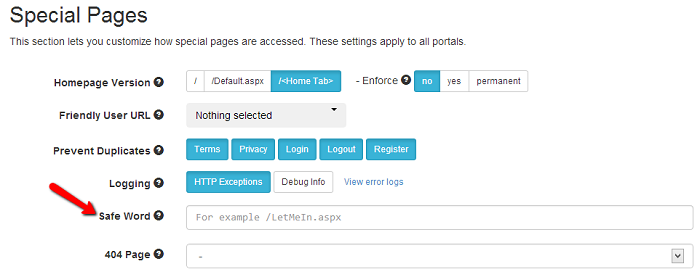 Special Pages
This section lets you customize how special pages are accessed. These settings apply to all portals.
Homepage Version ? / /Default.aspx /<Home Tab> - Enforce ? no yes permanent
Friendly User URL ? Nothing selected
Prevent Duplicates ? Terms Privacy Login Logout Register
Logging ? HTTP Exceptions Debug Info View error logs
Safe Word ? For example /LetMeIn.aspx
404 Page ? -